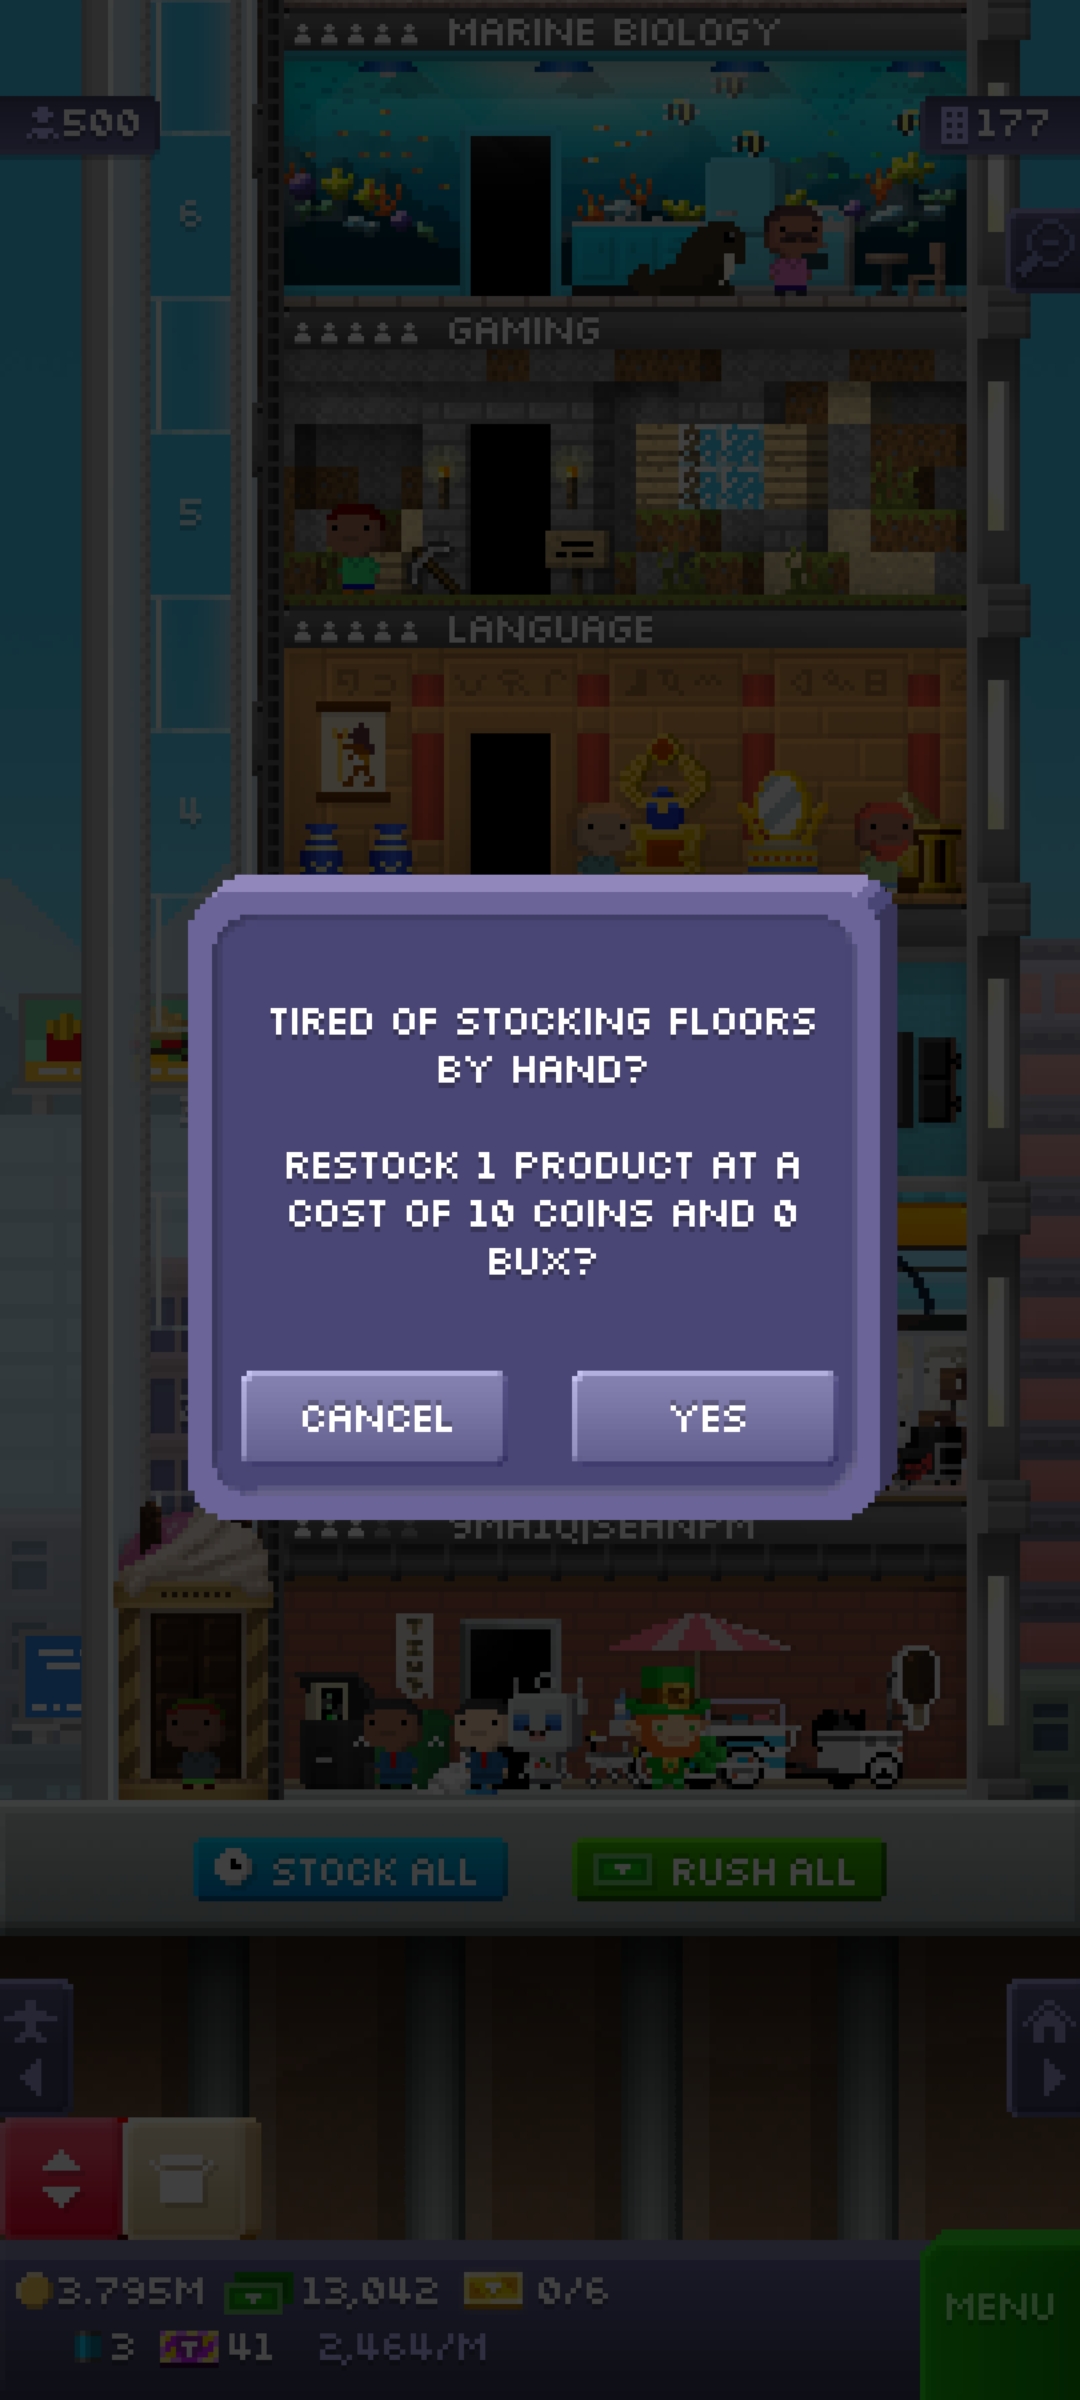 MARINE BIOLOGY
500
177
6
GAMING
5
LANGUAGE
4
TIRED OF STOCKING FLOORS
BY HAND?
RESTOCK 1 PRODUCT AT A
COST OF 10 COINS AND 0
BUX?
CANCEL
YES
STOCK ALL
RUSH ALL
3.795M
13,042
0/6
MENU
3
41
2,464/M